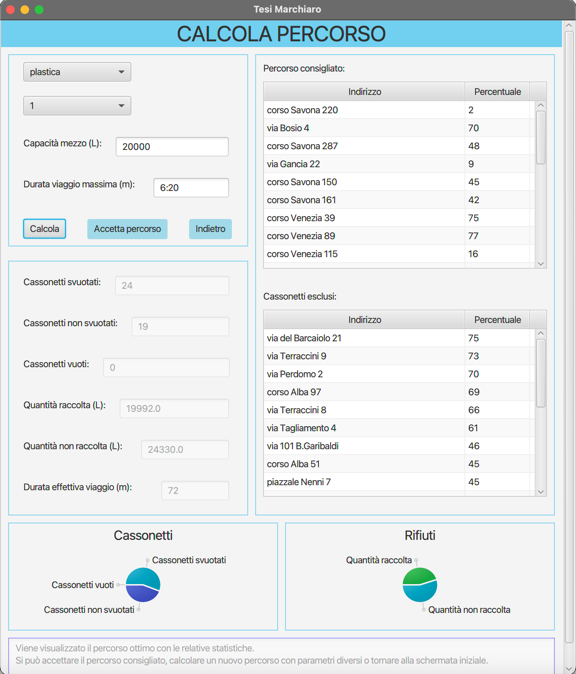 Tesi Marchiaro
CALCOLA PERCORSO
plastica
1
Capacità mezzo (L): 20000
Durata viaggio massima (m): 6:20
Calcola Accetta percorso Indietro
Cassonetti svuotati: 24
Cassonetti non svuotati: 19
Cassonetti vuoti: 0
Quantità raccolta (L): 19992.0
Quantità non raccolta (L): 24330.0
Durata effettiva viaggio (m): 72
Percorso consigliato:
Indirizzo Percentuale
corso Savona 220 2
via Bosio 4 70
corso Savona 287 48
via Gancia 22 9
corso Savona 150 45
corso Savona 161 42
corso Venezia 39 75
corso Venezia 89 77
corso Venezia 115 16
Cassonetti esclusi:
Indirizzo Percentuale
via del Barcaiolo 21 75
via Terraccini 9 73
via Perdomo 2 70
corso Alba 97 69
via Terraccini 8 66
via Tagliamento 4 61
via 101 B.Garibaldi 46
corso Alba 51 45
piazzale Nenni 7 45
Cassonetti
Cassonetti svuotati
Cassonetti vuoti
Cassonetti non svuotati
Rifiuti
Quantità raccolta
Quantità non raccolta
Viene visualizzato il percorso ottimo con le relative statistiche.
Si può accettare il percorso consigliato, calcolare un nuovo percorso con parametri diversi o tornare alla schermata iniziale.